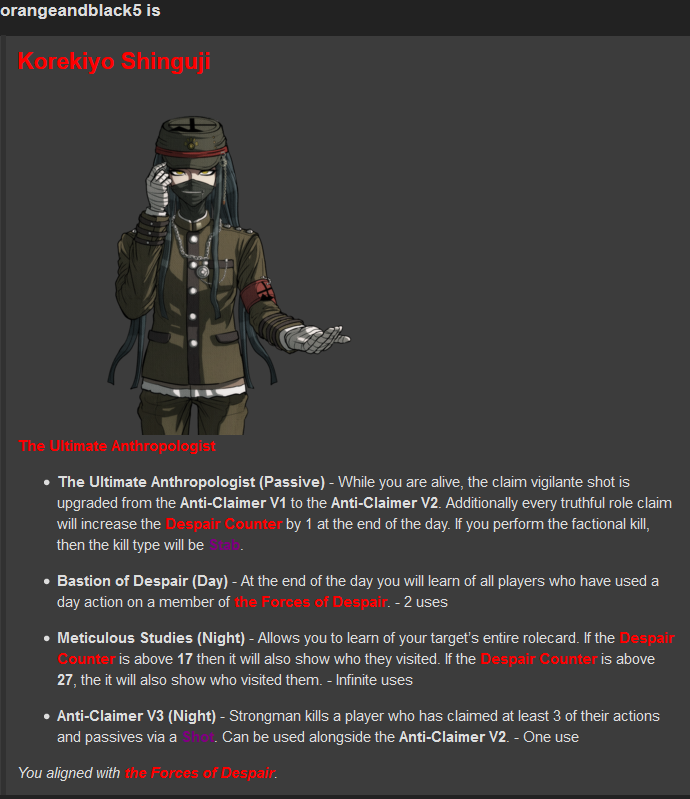 orangeandblack5 is
Korekiyo Shinguji
The Ultimate Anthropologist
• The Ultimate Anthropologist (Passive) - While you are alive, the claim vigilante shot is
upgraded from the Anti-Claimer V1 to the Anti-Claimer V2. Additionally every truthful role claim
will increase the Despair Counter by 1 at the end of the day. If you perform the factional kill,
then the kill type will be Stab.
• Bastion of Despair (Day) - At the end of the day you will learn of all players who have used a
day action on a member of the Forces of Despair. - 2 uses
• Meticulous Studies (Night) - Allows you to learn of your target's entire rolecard. If the Despair
Counter is above 17 then it will also show who they visited. If the Despair Counter is above
27, the it will also show who visited them. - Infinite uses
• Anti-Claimer V3 (Night) - Strongman kills a player who has claimed at least 3 of their actions
and passives via a Shot. Can be used alongside the Anti-Claimer V2. - One use
You aligned with the Forces of Despair.